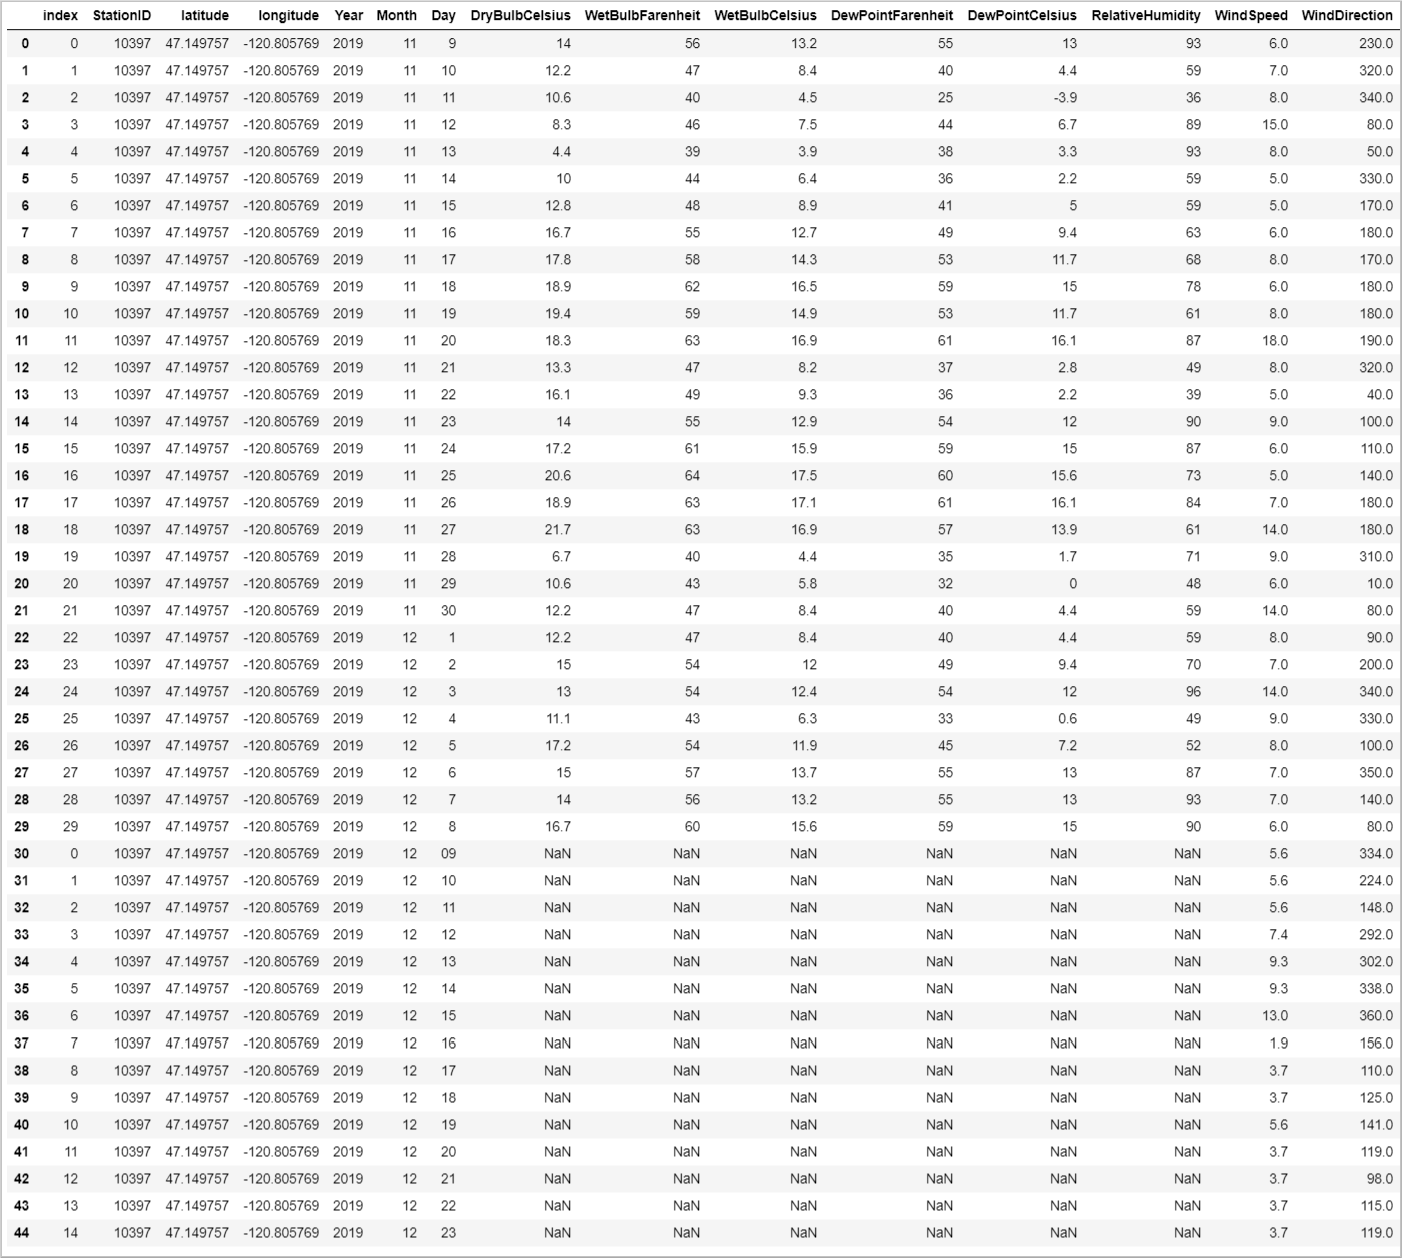 index StationID latitude longitude Year Month Day DryBulbCelsius WetBulbFarenheit WetBulbCelsius DewPointFarenheit DewPointCelsius RelativeHumidity WindSpeed WindDirection
0 0 10397 47.149757 -120.805769 2019 11 9 14 56 13.2 55 13 93 6.0 230.0
1 1 10397 47.149757 -120.805769 2019 11 10 12.2 47 8.4 40 4.4 59 7.0 320.0
2 2 10397 47.149757 -120.805769 2019 11 11 10.6 40 4.5 25 -3.9 36 8.0 340.0
3 3 10397 47.149757 -120.805769 2019 11 12 8.3 46 7.5 44 6.7 89 15.0 80.0
4 4 10397 47.149757 -120.805769 2019 11 13 4.4 39 3.9 38 3.3 93 8.0 50.0
5 5 10397 47.149757 -120.805769 2019 11 14 10 44 6.4 36 2.2 59 5.0 330.0
6 6 10397 47.149757 -120.805769 2019 11 15 12.8 48 8.9 41 5 59 5.0 170.0
7 7 10397 47.149757 -120.805769 2019 11 16 16.7 55 12.7 49 9.4 63 6.0 180.0
8 8 10397 47.149757 -120.805769 2019 11 17 17.8 58 14.3 53 11.7 68 8.0 170.0
9 9 10397 47.149757 -120.805769 2019 11 18 18.9 62 16.5 59 15 78 6.0 180.0
10 10 10397 47.149757 -120.805769 2019 11 19 19.4 59 14.9 53 11.7 61 8.0 180.0
11 11 10397 47.149757 -120.805769 2019 11 20 18.3 63 16.9 61 16.1 87 18.0 190.0
12 12 10397 47.149757 -120.805769 2019 11 21 13.3 47 8.2 37 2.8 49 8.0 320.0
13 13 10397 47.149757 -120.805769 2019 11 22 16.1 49 9.3 36 2.2 39 5.0 40.0
14 14 10397 47.149757 -120.805769 2019 11 23 14 55 12.9 54 12 90 9.0 100.0
15 15 10397 47.149757 -120.805769 2019 11 24 17.2 61 15.9 59 15 87 6.0 110.0
16 16 10397 47.149757 -120.805769 2019 11 25 20.6 64 17.5 60 15.6 73 5.0 140.0
17 17 10397 47.149757 -120.805769 2019 11 26 18.9 63 17.1 61 16.1 84 7.0 180.0
18 18 10397 47.149757 -120.805769 2019 11 27 21.7 63 16.9 57 13.9 61 14.0 180.0
19 19 10397 47.149757 -120.805769 2019 11 28 6.7 40 4.4 35 1.7 71 9.0 310.0
20 20 10397 47.149757 -120.805769 2019 11 29 10.6 43 5.8 32 0 48 6.0 10.0
21 21 10397 47.149757 -120.805769 2019 11 30 12.2 47 8.4 40 4.4 59 14.0 80.0
22 22 10397 47.149757 -120.805769 2019 12 1 12.2 47 8.4 40 4.4 59 8.0 90.0
23 23 10397 47.149757 -120.805769 2019 12 2 15 54 12 49 9.4 70 7.0 200.0
24 24 10397 47.149757 -120.805769 2019 12 3 13 54 12.4 54 12 96 14.0 340.0
25 25 10397 47.149757 -120.805769 2019 12 4 11.1 43 6.3 33 0.6 49 9.0 330.0
26 26 10397 47.149757 -120.805769 2019 12 5 17.2 54 11.9 45 7.2 52 8.0 100.0
27 27 10397 47.149757 -120.805769 2019 12 6 15 57 13.7 55 13 87 7.0 350.0
28 28 10397 47.149757 -120.805769 2019 12 7 14 56 13.2 55 13 93 7.0 140.0
29 29 10397 47.149757 -120.805769 2019 12 8 16.7 60 15.6 59 15 90 6.0 80.0
30 0 10397 47.149757 -120.805769 2019 12 09 NaN NaN NaN NaN NaN NaN 5.6 334.0
31 1 10397 47.149757 -120.805769 2019 12 10 NaN NaN NaN NaN NaN NaN 5.6 224.0
32 2 10397 47.149757 -120.805769 2019 12 11 NaN NaN NaN NaN NaN NaN 5.6 148.0
33 3 10397 47.149757 -120.805769 2019 12 12 NaN NaN NaN NaN NaN NaN 7.4 292.0
34 4 10397 47.149757 -120.805769 2019 12 13 NaN NaN NaN NaN NaN NaN 9.3 302.0
35 5 10397 47.149757 -120.805769 2019 12 14 NaN NaN NaN NaN NaN NaN 9.3 338.0
36 6 10397 47.149757 -120.805769 2019 12 15 NaN NaN NaN NaN NaN NaN 13.0 360.0
37 7 10397 47.149757 -120.805769 2019 12 16 NaN NaN NaN NaN NaN NaN 1.9 156.0
38 8 10397 47.149757 -120.805769 2019 12 17 NaN NaN NaN NaN NaN NaN 3.7 110.0
39 9 10397 47.149757 -120.805769 2019 12 18 NaN NaN NaN NaN NaN NaN 3.7 125.0
40 10 10397 47.149757 -120.805769 2019 12 19 NaN NaN NaN NaN NaN NaN 5.6 141.0
41 11 10397 47.149757 -120.805769 2019 12 20 NaN NaN NaN NaN NaN NaN 3.7 119.0
42 12 10397 47.149757 -120.805769 2019 12 21 NaN NaN NaN NaN NaN NaN 3.7 98.0
43 13 10397 47.149757 -120.805769 2019 12 22 NaN NaN NaN NaN NaN NaN 3.7 115.0
44 14 10397 47.149757 -120.805769 2019 12 23 NaN NaN NaN NaN NaN NaN 3.7 119.0